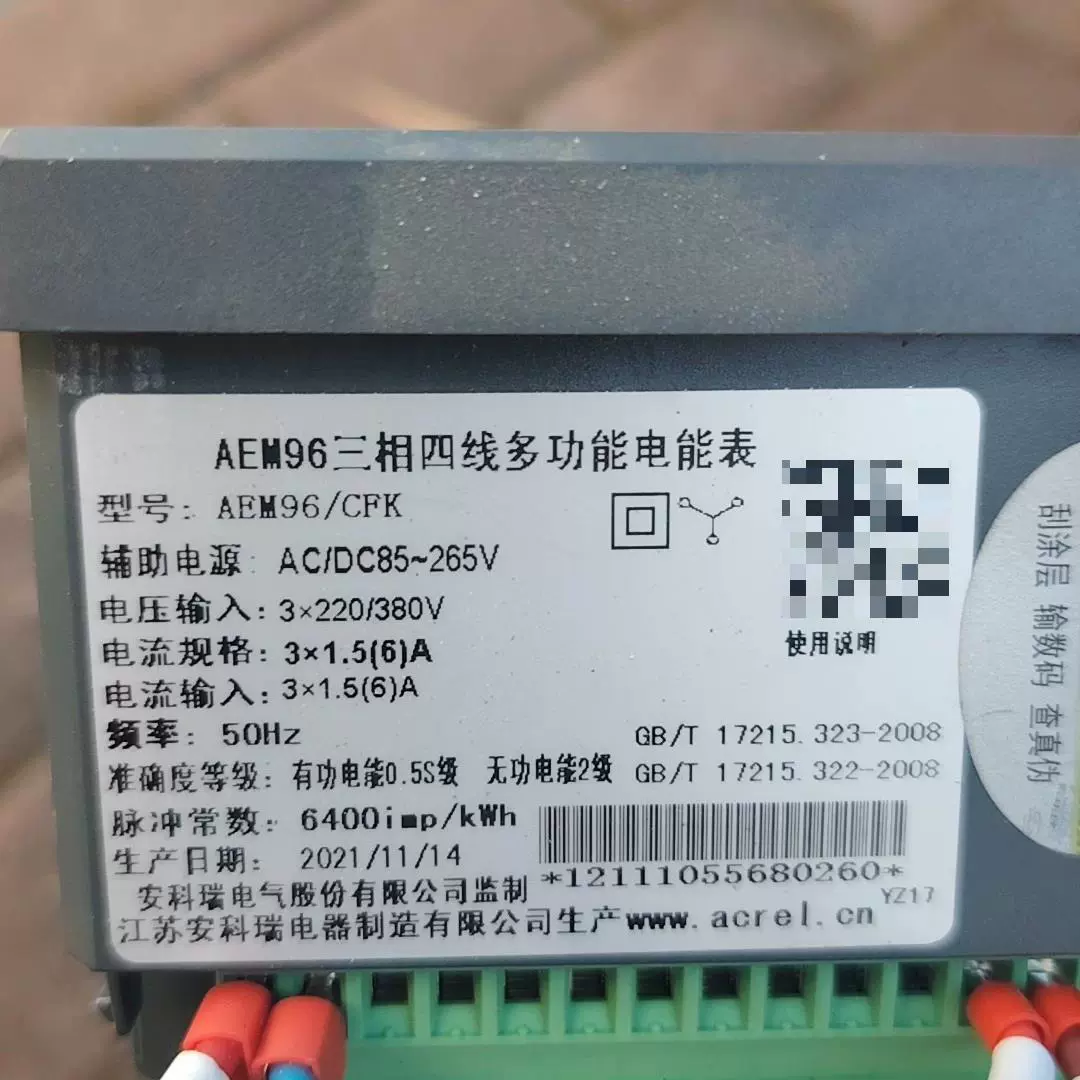 AEM96三相四线多功能电能表
型号: AEM96/CFK
辅助电源: AC/DC85~265V
电压输入: 3×220/380V
电流规格: 3×1.5(6)A
电流输入: 3×1.5(6)A
频率: 50Hz
准确度等级: 有功电能0.5S级 无功电能2级
脉冲常数: 6400imp/kWh
生产日期: 2021/11/14
安科瑞电气股份有限公司监制
江苏安科瑞电器制造有限公司生产www.acrel.cn
使用说明
GB/T 17215.323-2008
GB/T 17215.322-2008
*12111055680260*
YZ17
刮涂层 输数码 查真伪